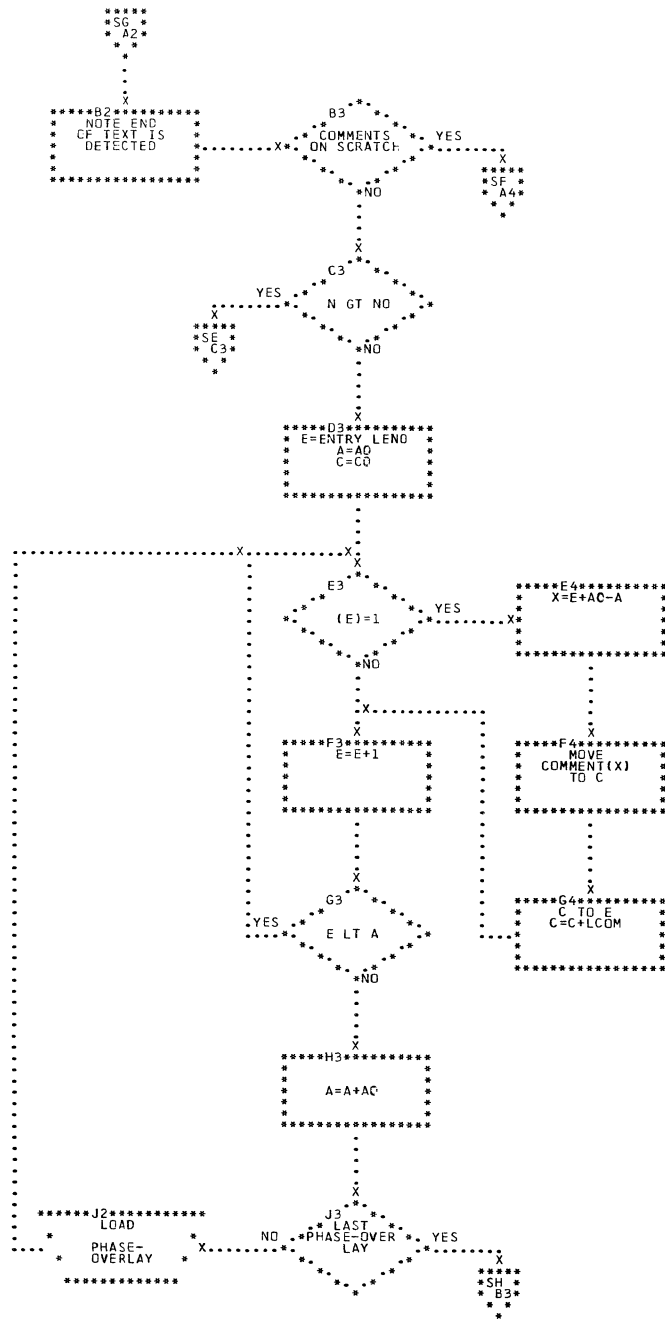 SG
A2
B2
NOTE END
CF TEXT IS
DETECTED
B3
COMMENTS
ON SCRATCH
YES
SF
A4
NO
C3
YES
N GT NO
SE
C3
NO
D3
E=ENTRY LENO
A=AO
C=CO
E3
(E)=1
YES
E4
X=E+AO-A
NO
F3
E=E+1
F4
MOVE
COMMENT(X)
TO C
G3
YES
E LT A
G4
C TO E
C=C+LCOM
NO
H3
A=A+AO
J2
LOAD
PHASE-
OVERLAY
NO
J3
LAST
PHASE-OVER
LAY
YES
SH
B3